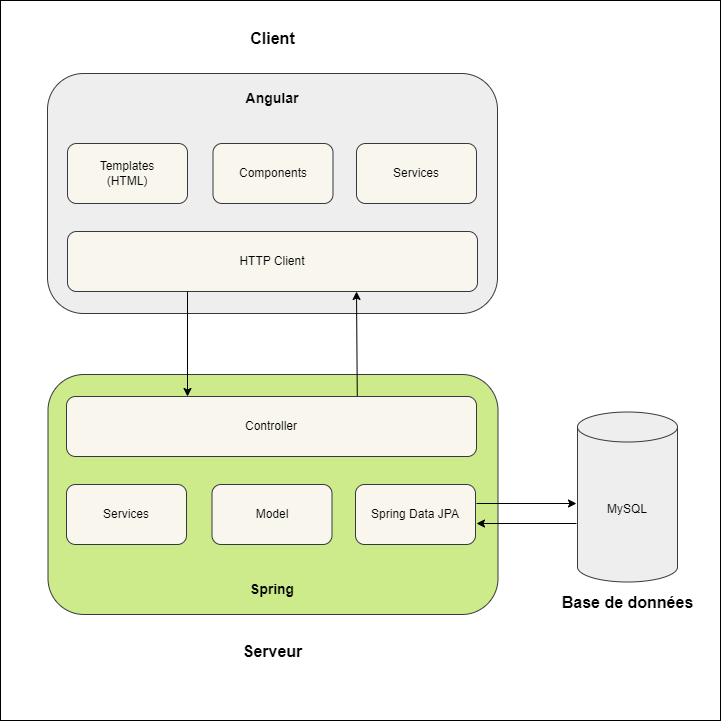 Client
Angular
Templates
(HTML)
Components
Services
HTTP Client
Controller
Services
Model
Spring Data JPA
MySQL
Spring
Base de données
Serveur